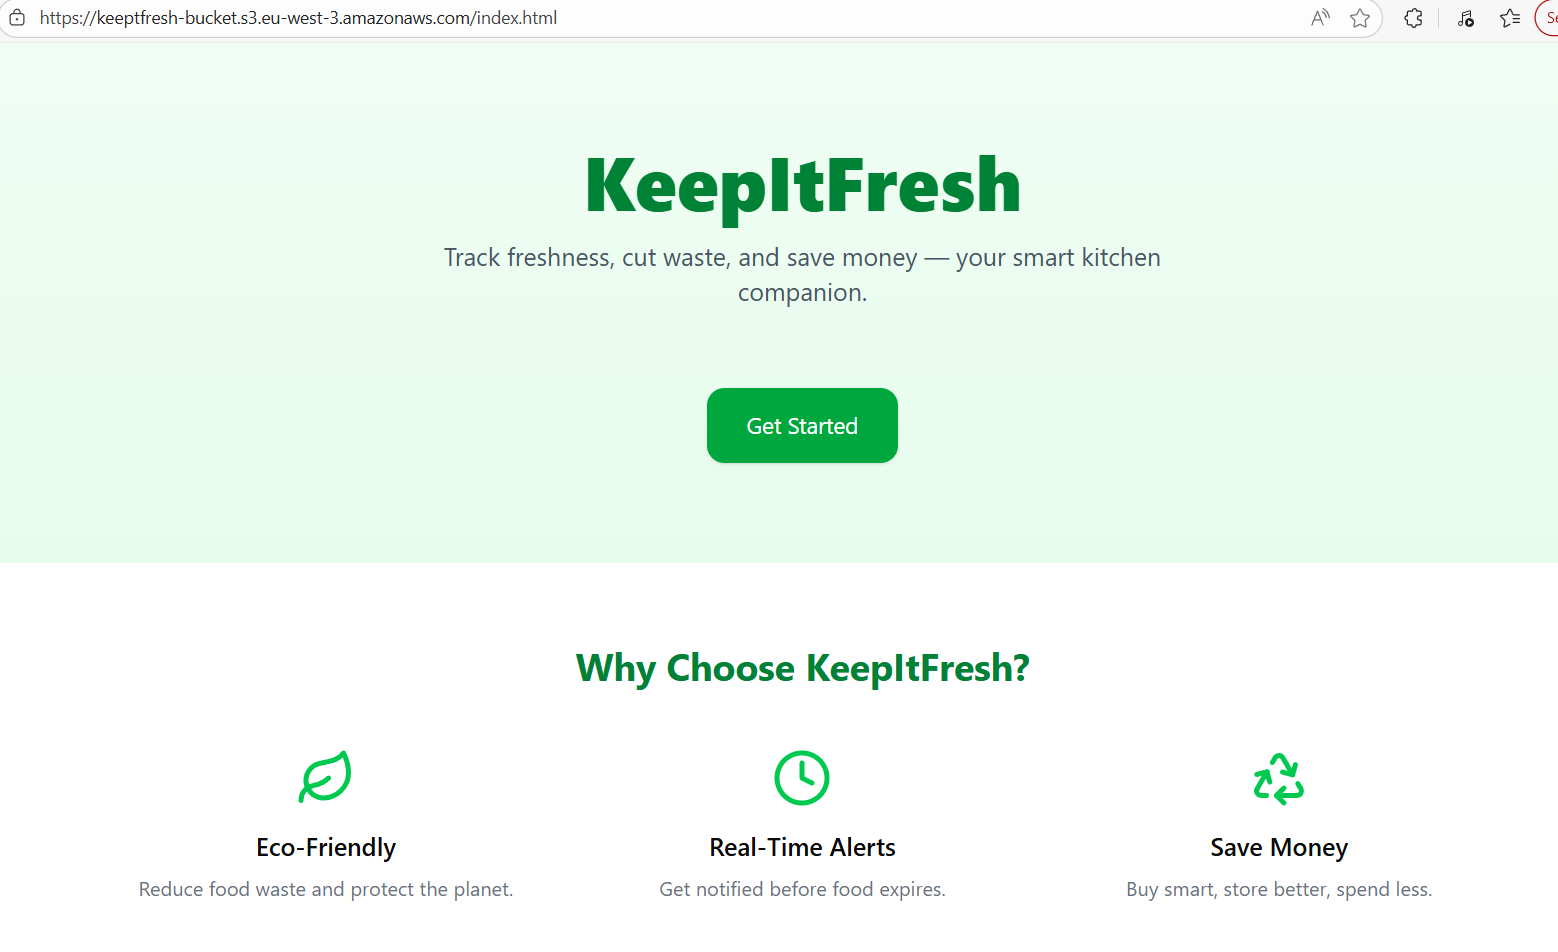 https://keeptfresh-bucket.s3.eu-west-3.amazonaws.com/index.html
KeepItFresh
Track freshness, cut waste, and save money — your smart kitchen
companion.
Get Started
Why Choose KeepItFresh?
Eco-Friendly
Reduce food waste and protect the planet.
Real-Time Alerts
Get notified before food expires.
Save Money
Buy smart, store better, spend less.